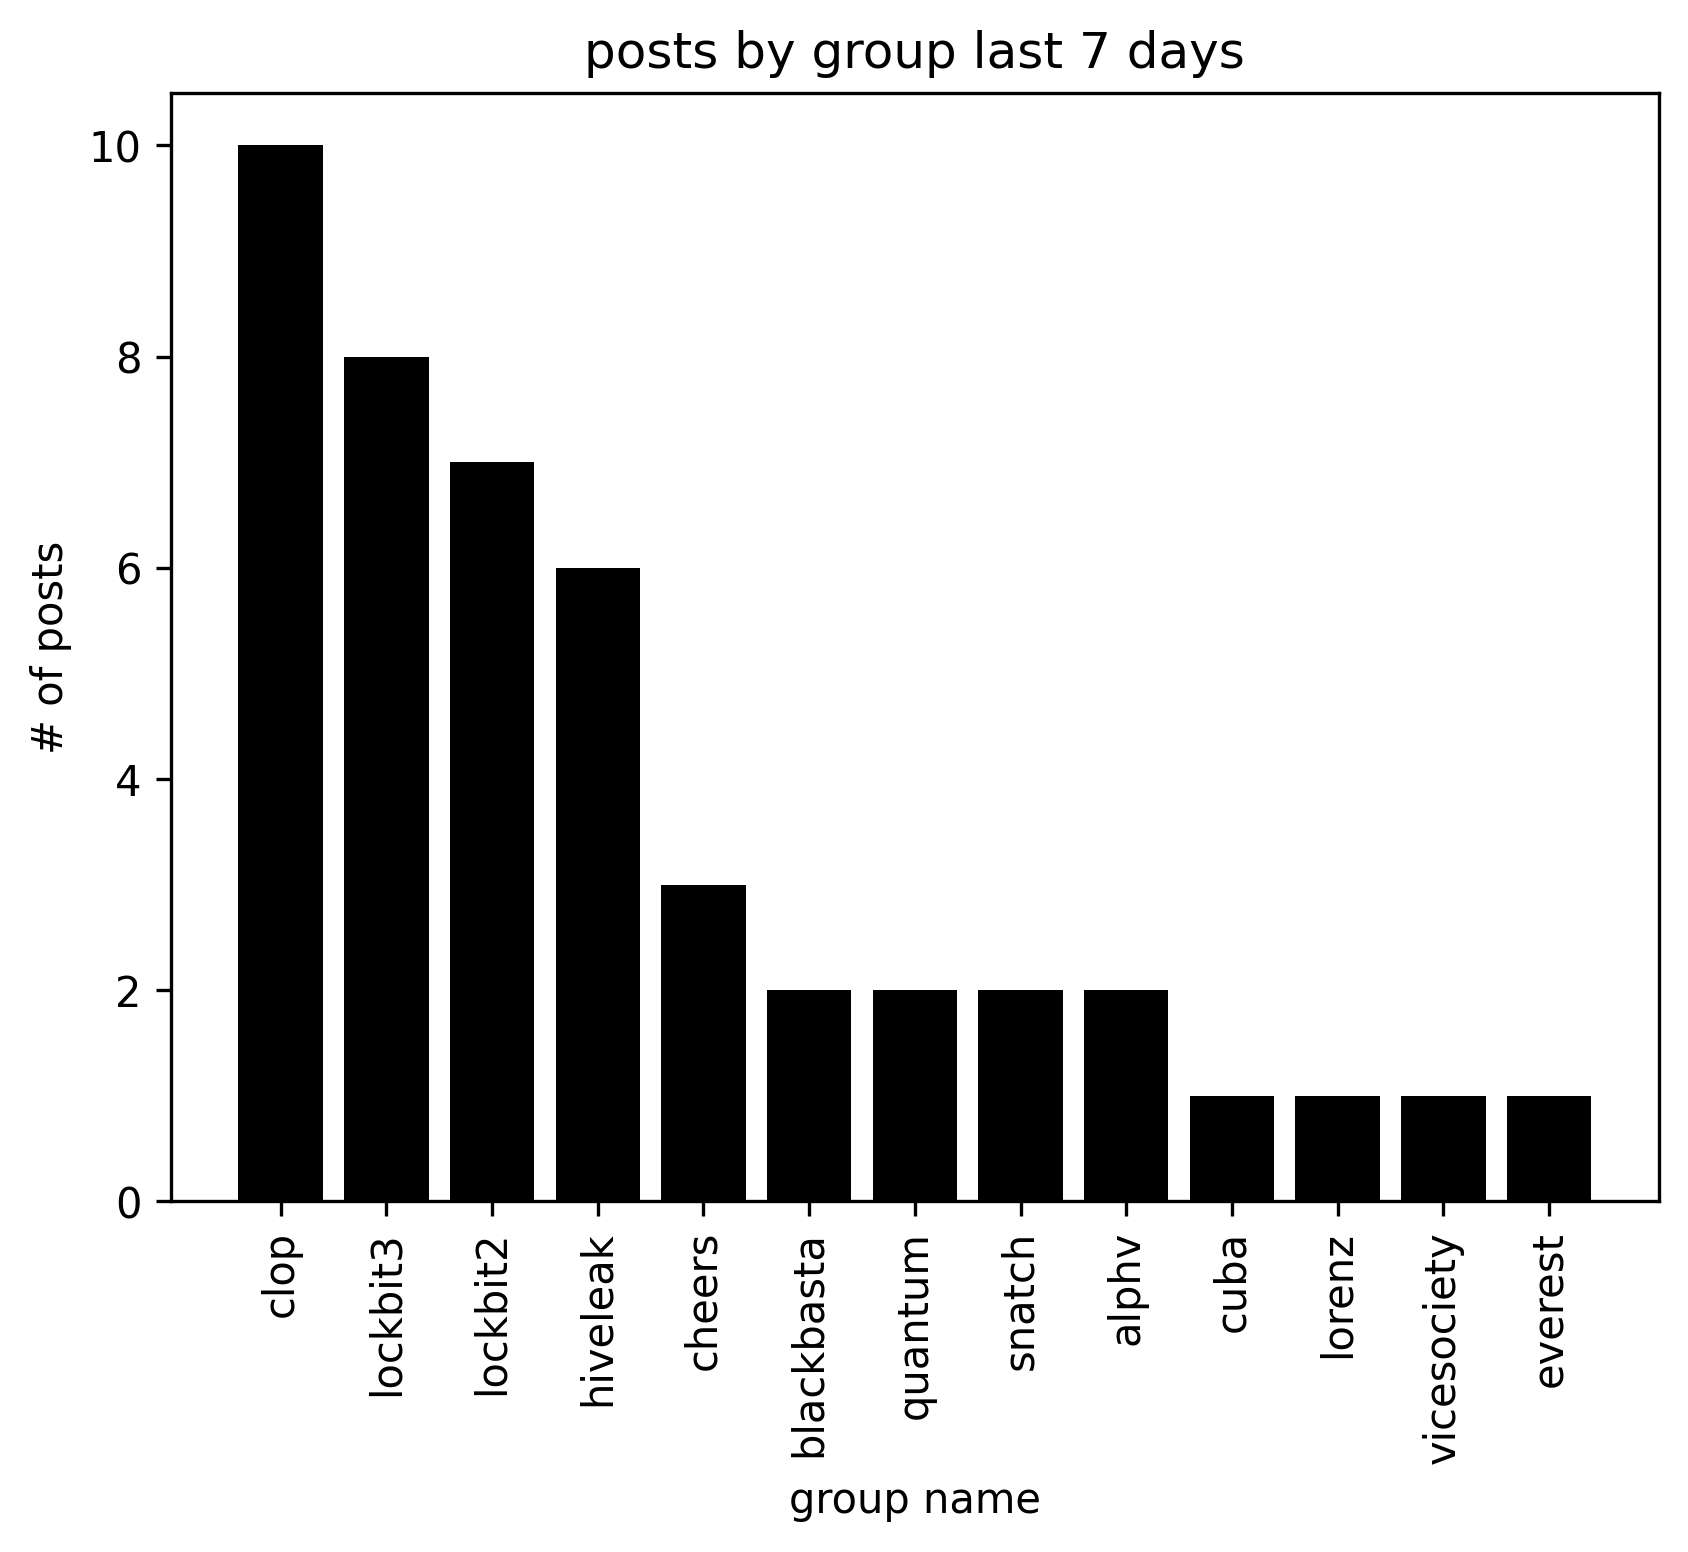 posts by group last 7 days
# of posts
10
8
6
4
2
0
clop
lockbit3
lockbit2
hiveleak
cheers
blackbasta
quantum
snatch
alphv
cuba
lorenz
vicesociety
everest
group name